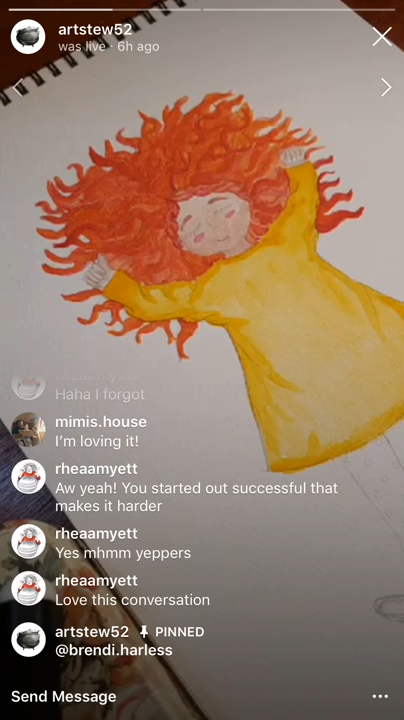 artstew52
was live · 6h ago
Haha I forgot
mimis.house
I'm loving it!
rheaamyett
Aw yeah! You started out successful that
makes it harder
rheaamyett
Yes mhmm yeppers
rheaamyett
Love this conversation
artstew52 PINNED
@brendi.harless
Send Message